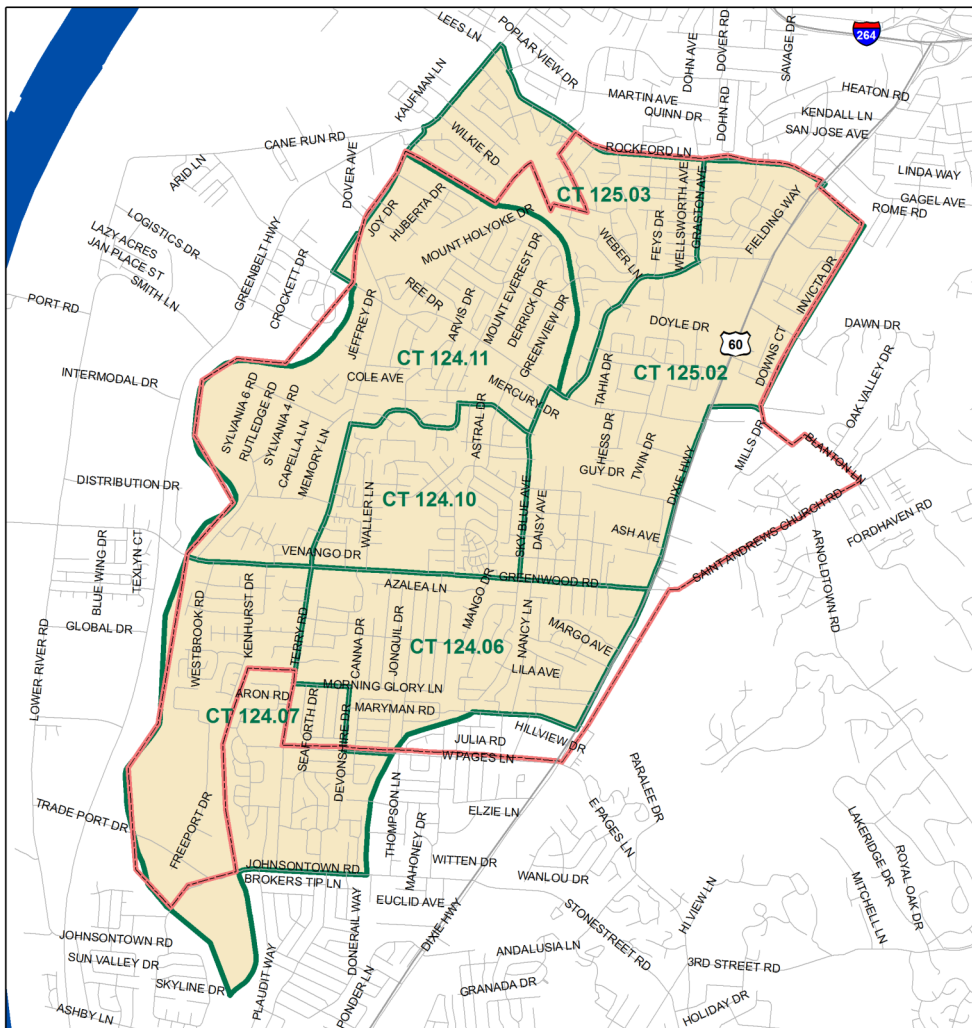 LEES LN
POPLAR VIEW DR
DOHN AVE
DOVER RD
SAVAGE DR
264
KAUFMAN LN
MARTIN AVE
QUINN DR
DOHN RD
HEATON RD
KENDALL LN
SAN JOSE AVE
CANE RUN RD
WILKIE RD
ROCKFORD LN
LINDA WAY
GAGEL AVE
ROME RD
ARID LN
DOVER AVE
CT 125.03
JOY DR
HUBERTA DR
WELLSWORTH AVE
GRASTON AVE
FIELDING WAY
LOGISTICS DR
LAZY ACRES
JAN PLACE ST
SMITH LN
GREENBELT HWY
CROCKETT DR
MOUNT HOLYOKE DR
WEBER LN
FEYS DR
PORT RD
REE DR
ARVIS DR
MOUNT EVEREST DR
DERRICK DR
GREENVIEW DR
INVICTA DR
DOYLE DR
DAWN DR
60
JEFFREY DR
CT 124.11
CT 125.02
DOWNS CT
INTERMODAL DR
COLE AVE
MERCURY DR
TAHIA DR
OAK VALLEY DR
SYLVANIA 6 RD
RUTLEDGE RD
SYLVANIA 4 RD
CAPELLA LN
MEMORY LN
ASTRAL DR
HESS DR
GUY DR
TWIN DR
MILLS DR
BLANTON LN
DISTRIBUTION DR
WALLER LN
CT 124.10
SKY BLUE AVE
DAISY AVE
DIXIE HWY
ASH AVE
SAINT ANDREWS CHURCH RD
FORDHAVEN RD
ARNOLDTOWN RD
BLUE WING DR
TEXLYN CT
VENANGO DR
AZALEA LN
GREENWOOD RD
MANGO DR
GLOBAL DR
WESTBROOK RD
KENHURST DR
TERRY RD
CANNA DR
JONQUIL DR
CT 124.06
NANCY LN
MARGO AVE
LILA AVE
LOWER RIVER RD
ARON RD
MORNING GLORY LN
CT 124.07
SEAFORTH DR
DEVONSHIRE DR
MARYMAN RD
JULIA RD
HILLVIEW DR
W PAGES LN
PARALEE DR
TRADE PORT DR
FREEPORT DR
THOMPSON LN
MAHONEY DR
ELZIE LN
E PAGES LN
LAKERIDGE DR
ROYAL OAK DR
MITCHELL LN
JOHNSONTOWN RD
BROKERS TIP LN
WITTEN DR
WANLOU DR
EUCLID AVE
HI VIEW LN
STONESTREET RD
JOHNSONTOWN RD
SUN VALLEY DR
SKYLINE DR
ASHBY LN
PLAUDIT WAY
DONERAIL WAY
PONDER LN
DIXIE HWY
ANDALUSIA LN
GRANADA DR
3RD STREET RD
HOLIDAY DR